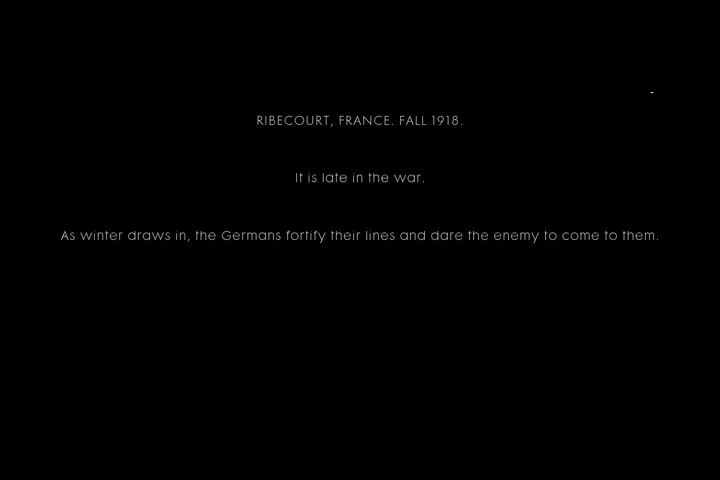 RIBECOURT, FRANCE. FALL 1918.
It is late in the war.
As winter draws in, the Germans fortify their lines and dare the enemy to come to them.